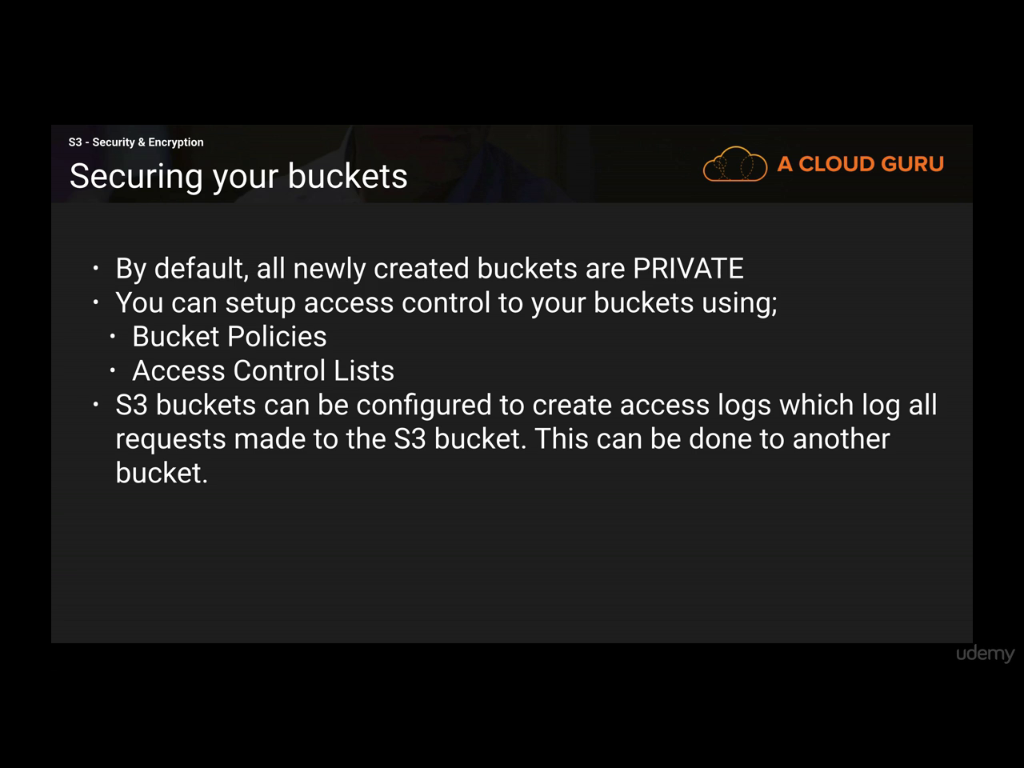 S3 - Security & Encryption
Securing your buckets
A CLOUD GURU
· By default, all newly created buckets are PRIVATE
· You can setup access control to your buckets using;
· Bucket Policies
· Access Control Lists
· S3 buckets can be configured to create access logs which log all
requests made to the S3 bucket. This can be done to another
bucket.
udemy